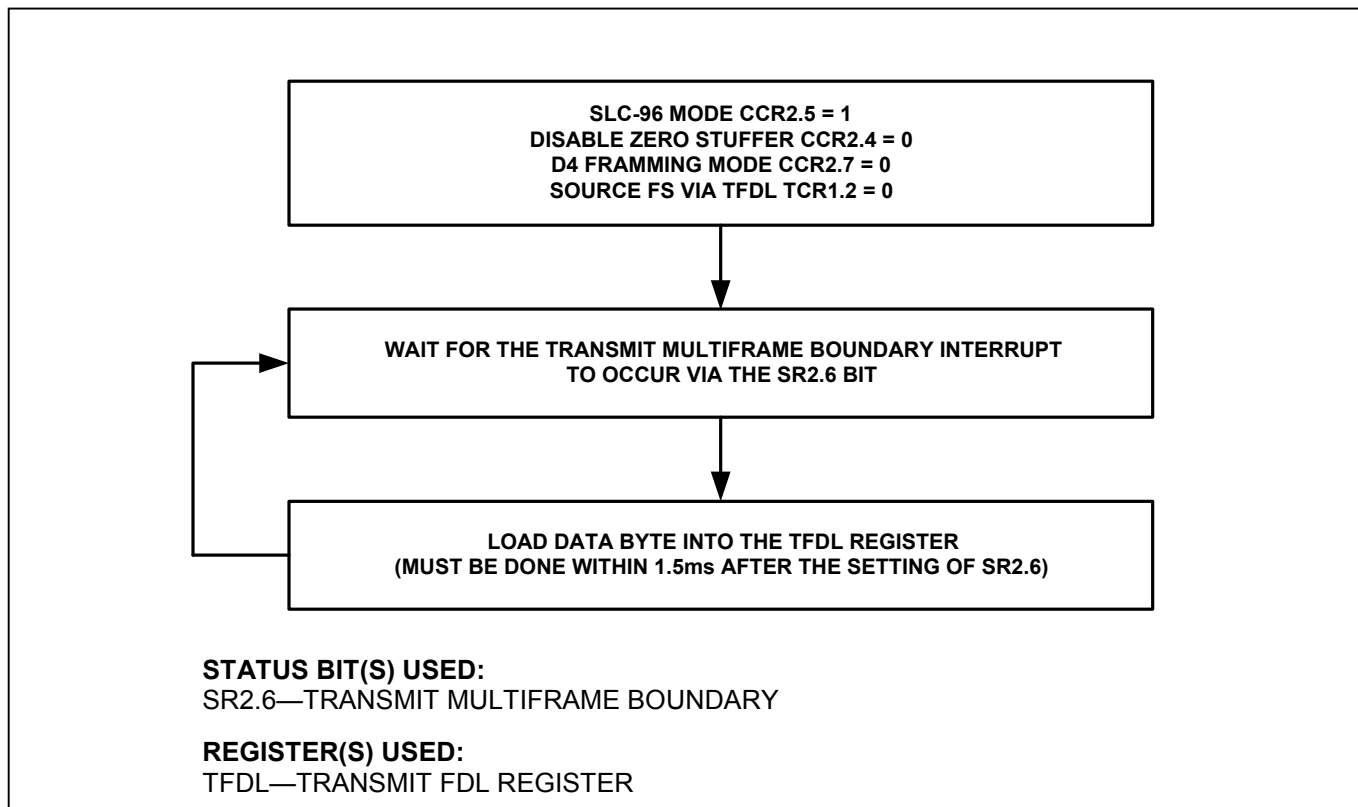 SLC-96 MODE CCR2.5 = 1
DISABLE ZERO STUFFER CCR2.4 = 0
D4 FRAMMING MODE CCR2.7 = 0
SOURCE FS VIA TFDL TCR1.2 = 0
WAIT FOR THE TRANSMIT MULTIFRAME BOUNDARY INTERRUPT
TO OCCUR VIA THE SR2.6 BIT
LOAD DATA BYTE INTO THE TFDL REGISTER
(MUST BE DONE WITHIN 1.5ms AFTER THE SETTING OF SR2.6)
STATUS BIT(S) USED:
SR2.6—TRANSMIT MULTIFRAME BOUNDARY
REGISTER(S) USED:
TFDL—TRANSMIT FDL REGISTER